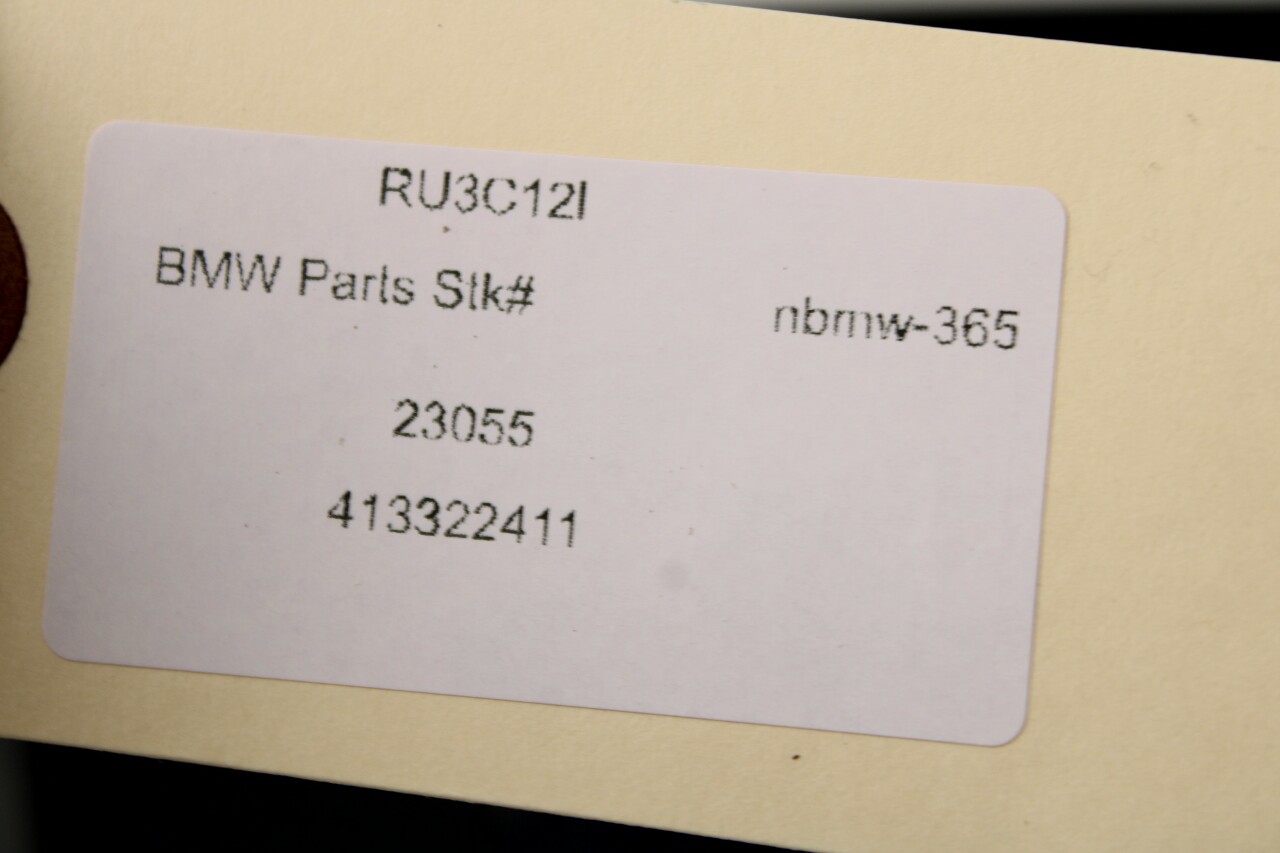 RU3C12I
BMW Parts Stk#
nbmw-365
23055
413322411